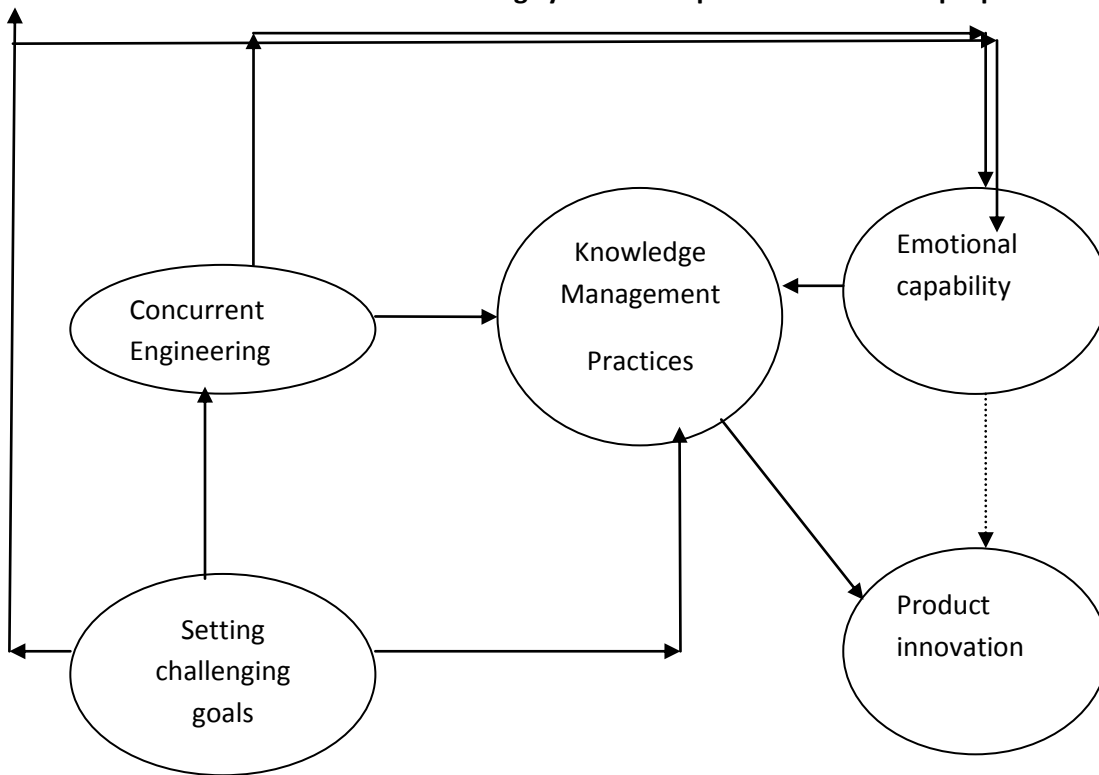 Knowledge
Management
Practices
Emotional
capability
Concurrent
Engineering
Setting
challenging
goals
Product
innovation